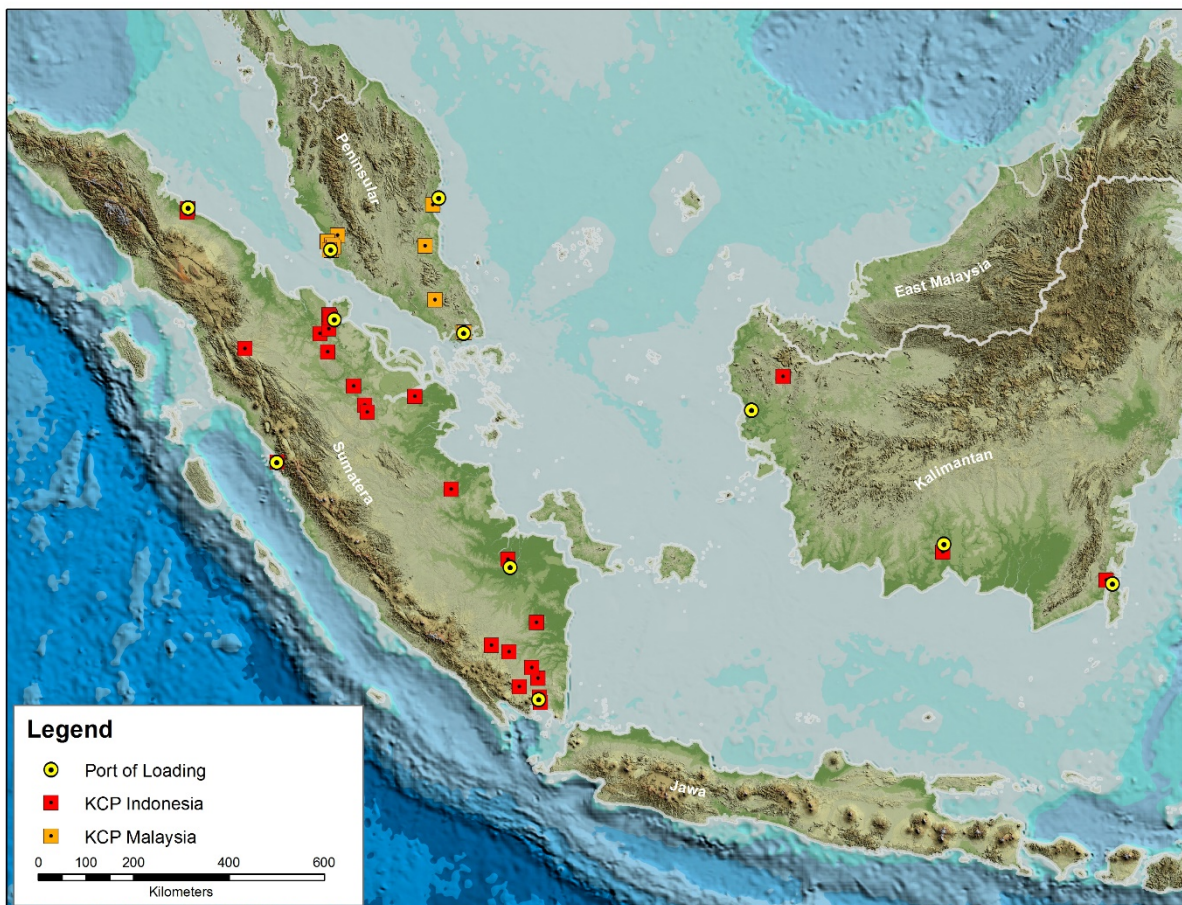 Peninsular
East Malaysia
Sumatera
Kalimantan
Jawa
Legend
Port of Loading
KCP Indonesia
KCP Malaysia
0 100 200 400 600
Kilometers